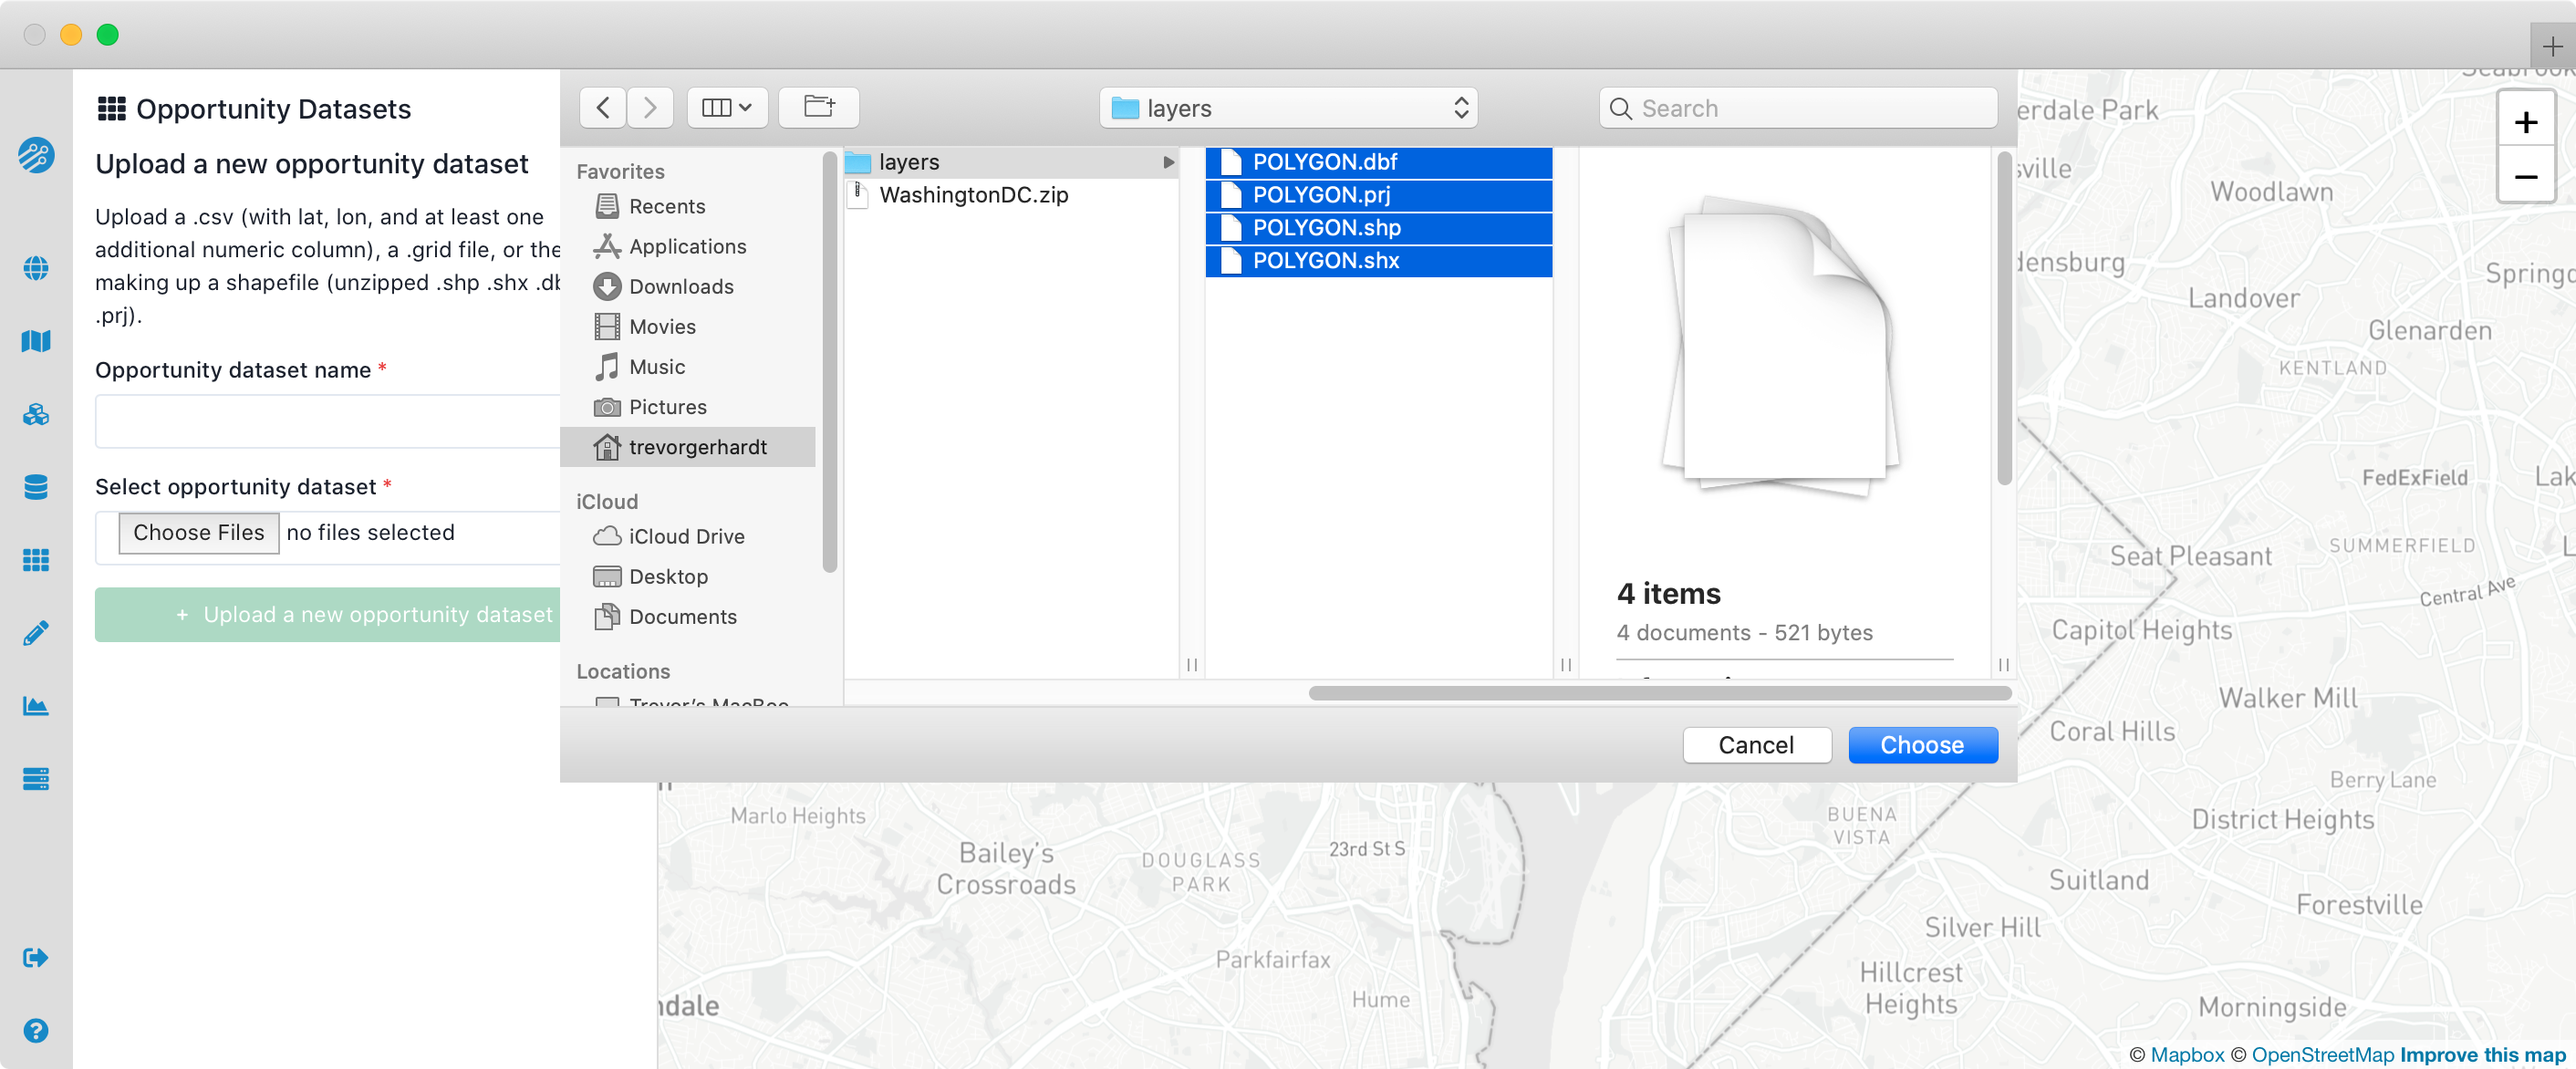 Opportunity Datasets
Upload a new opportunity dataset
Upload a .csv (with lat, lon, and at least one
additional numeric column), a .grid file, or the
making up a shapefile (unzipped .shp .shx
.prj).
Opportunity dataset name *
Select opportunity dataset *
Choose Files no files selected
+ Upload a new opportunity dataset
layers
Search
Favorites
Recents
Applications
Downloads
Movies
Music
Pictures
trevorgerhardt
iCloud
iCloud Drive
Desktop
Documents
Locations
Trevor's
layers
WashingtonDC.zip
POLYGON.dbf
POLYGON.prj
POLYGON.shp
POLYGON.shx
4 items
4 documents - 521 bytes
Cancel
Choose
+
−
erdale Park
sville
Woodlawn
densburg
Landover
Glenarden
KENTLAND
FedExField
SUMMERFIELD
Seat Pleasant
Central Ave
Capitol Heights
Walker Mill
Coral Hills
Berry Lane
District Heights
BUENA
VISTA
Suitland
Forestville
Silver Hill
Hillcrest
Heights
Morningside
Marlo Heights
Bailey's
Crossroads
DOUGLASS
PARK
23rd St S
Parkfairfax
Hume
ndale
© Mapbox © OpenStreetMap Improve this map